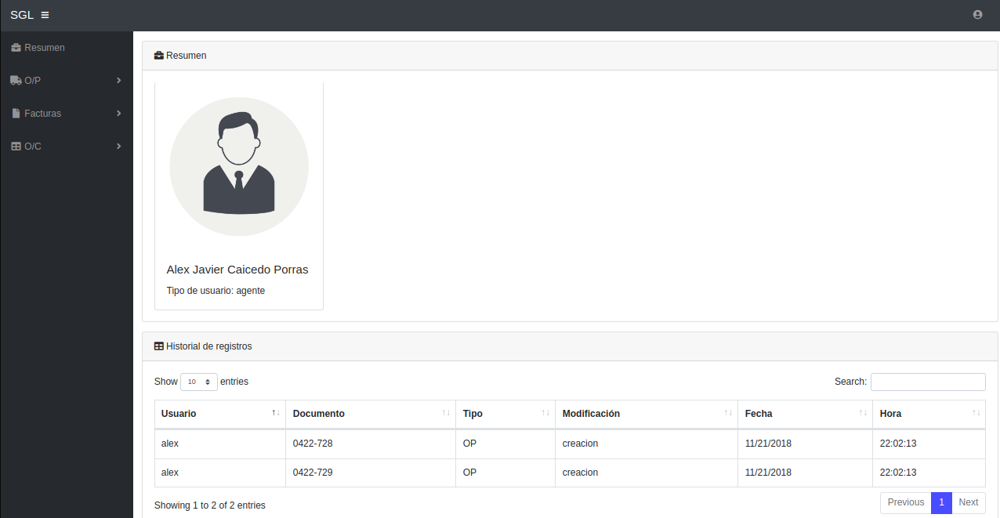 SGL
Resumen
O/P
Facturas
O/C
Resumen
Alex Javier Caicedo Porras
Tipo de usuario: agente
Historial de registros
Show 10 entries Search:
Usuario Documento Tipo Modificación Fecha Hora
alex 0422-728 OP creacion 11/21/2018 22:02:13
alex 0422-729 OP creacion 11/21/2018 22:02:13
Showing 1 to 2 of 2 entries Previous 1 Next